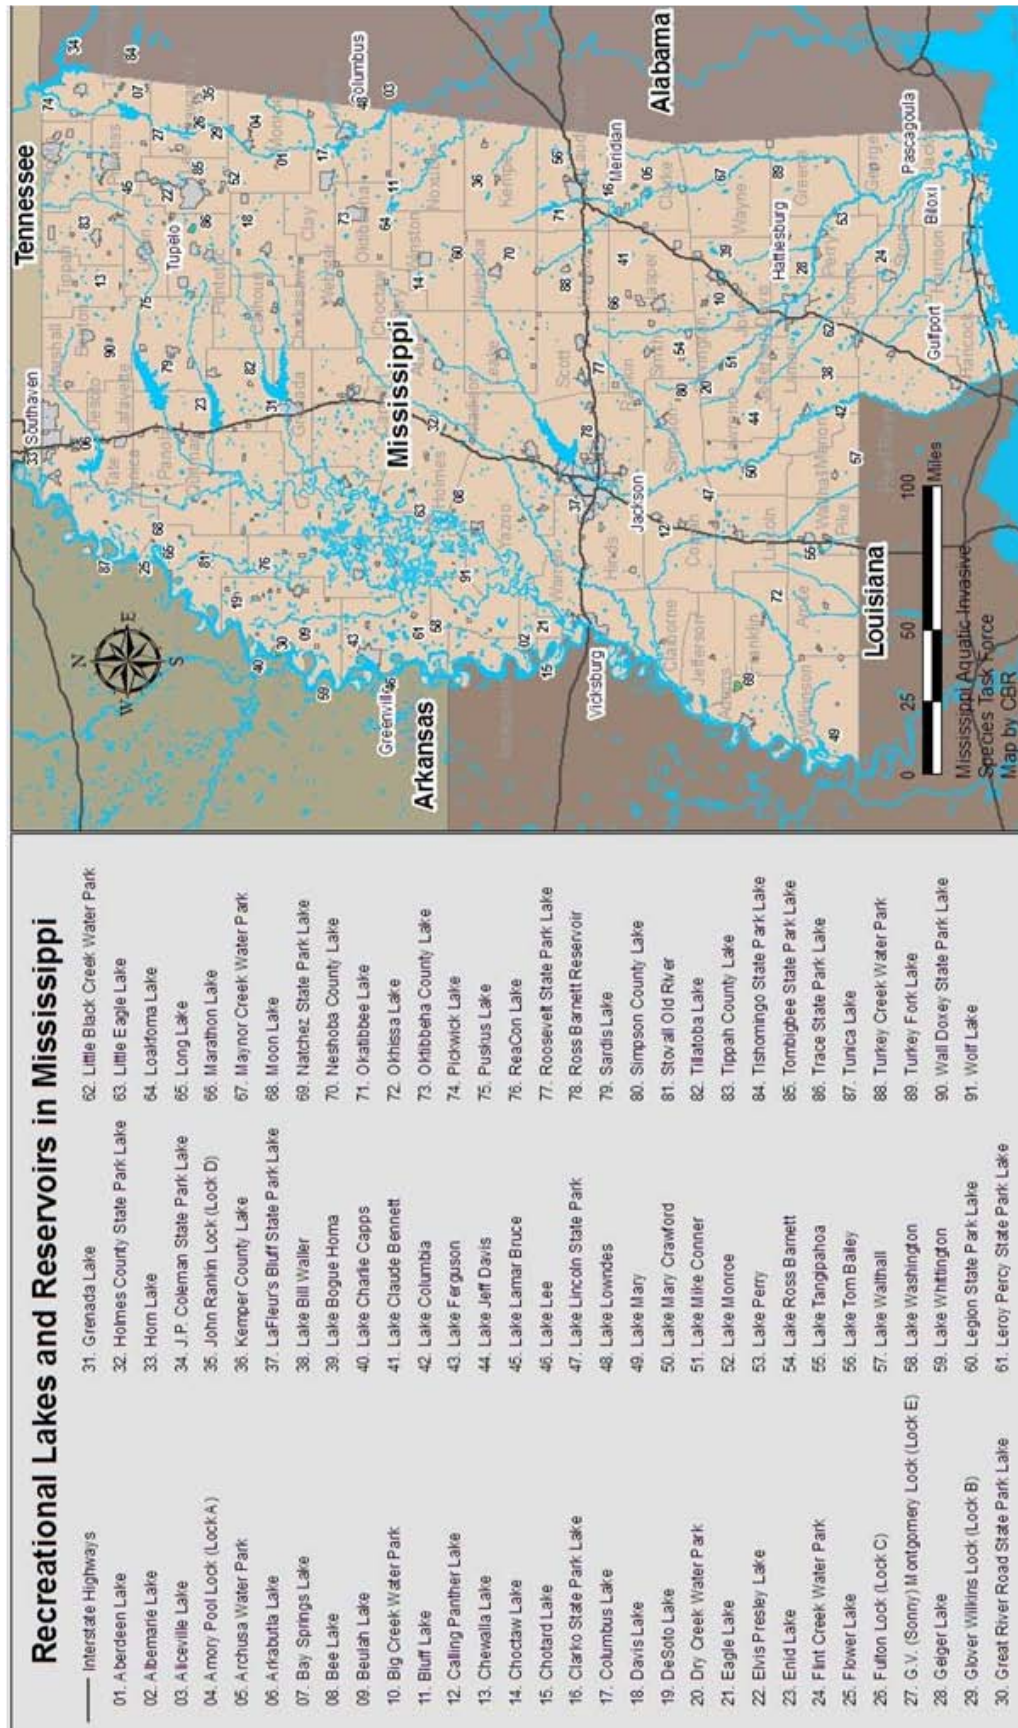 Recreational Lakes and Reservoirs in Mississippi
Interstate Highways
01. Aberdeen Lake
02. Albemarle Lake
03. Aliceville Lake
04. Amory Pool Lock (Lock A)
05. Archusa Water Park
06. Arkabutla Lake
07. Bay Springs Lake
08. Bee Lake
09. Beulah Lake
10. Big Creek Water Park
11. Bluff Lake
12. Calling Panther Lake
13. Chewalla Lake
14. Choctaw Lake
15. Chotard Lake
16. Clarko State Park Lake
17. Columbus Lake
18. Davis Lake
19. DeSoto Lake
20. Dry Creek Water Park
21. Eagle Lake
22. Elvis Presley Lake
23. Enid Lake
24. Flint Creek Water Park
25. Flower Lake
26. Fulton Lock (Lock C)
27. G.V. (Sonny) Montgomery Lock (Lock E)
28. Geiger Lake
29. Glover Wilkins Lock (Lock B)
30. Great River Road State Park Lake
31. Grenada Lake
32. Holmes County State Park Lake
33. Horn Lake
34. J.P. Coleman State Park Lake
35. John Rankin Lock (Lock D)
36. Kemper County Lake
37. LaFleur's Bluff State Park Lake
38. Lake Bill Waller
39. Lake Bogue Homa
40. Lake Charlie Capps
41. Lake Claude Bennett
42. Lake Columbia
43. Lake Ferguson
44. Lake Jeff Davis
45. Lake Lamar Bruce
46. Lake Lee
47. Lake Lincoln State Park
48. Lake Lowndes
49. Lake Mary
50. Lake Mary Crawford
51. Lake Mike Conner
52. Lake Monroe
53. Lake Perry
54. Lake Ross Barnett
55. Lake Tangipahoa
56. Lake Tom Bailey
57. Lake Walthall
58. Lake Washington
59. Lake Whittington
60. Legion State Park Lake
61. Leroy Percy State Park Lake
62. Little Black Creek Water Park
63. Little Eagle Lake
64. Loakfoma Lake
65. Long Lake
66. Marathon Lake
67. Maynor Creek Water Park
68. Moon Lake
69. Natchez State Park Lake
70. Neshoba County Lake
71. Okatibbee Lake
72. Okhissa Lake
73. Oktibbeha County Lake
74. Pickwick Lake
75. Puskus Lake
76. ReaCon Lake
77. Roosevelt State Park Lake
78. Ross Barnett Reservoir
79. Sardis Lake
80. Simpson County Lake
81. Stovall Old River
82. Tillatoba Lake
83. Tippah County Lake
84. Tishomingo State Park Lake
85. Tombigbee State Park Lake
86. Trace State Park Lake
87. Tunica Lake
88. Turkey Creek Water Park
89. Turkey Fork Lake
90. Wall Doxey State Park Lake
91. Wolf Lake
Tennessee
Southaven
Tupelo
Columbus
N
W E
S
Arkansas
Greenville
Mississippi
Vicksburg
Jackson
Meridian
Alabama
Hattiesburg
Louisiana
Gulfport
Biloxi
Pascagoula
0 25 50 100
Miles
Mississippi Aquatic Invasive
Species Task Force
Map by CBR